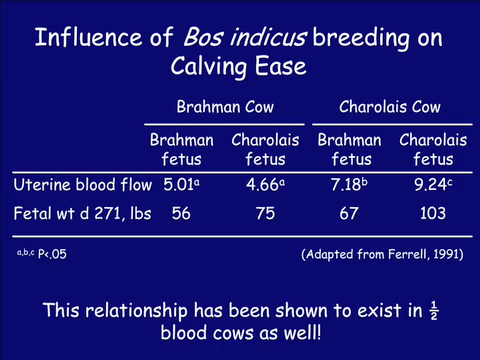 Influence of Bos indicus breeding on
Calving Ease
Brahman Cow Charolais Cow
Brahman Charolais Brahman Charolais
fetus fetus fetus fetus
Uterine blood flow 5.01ᵃ 4.66ᵃ 7.18ᵇ 9.24ᶜ
Fetal wt d 271, lbs 56 75 67 103
ᵃ,ᵇ,ᶜ P<.05 (Adapted from Ferrell, 1991)
This relationship has been shown to exist in ½
blood cows as well!